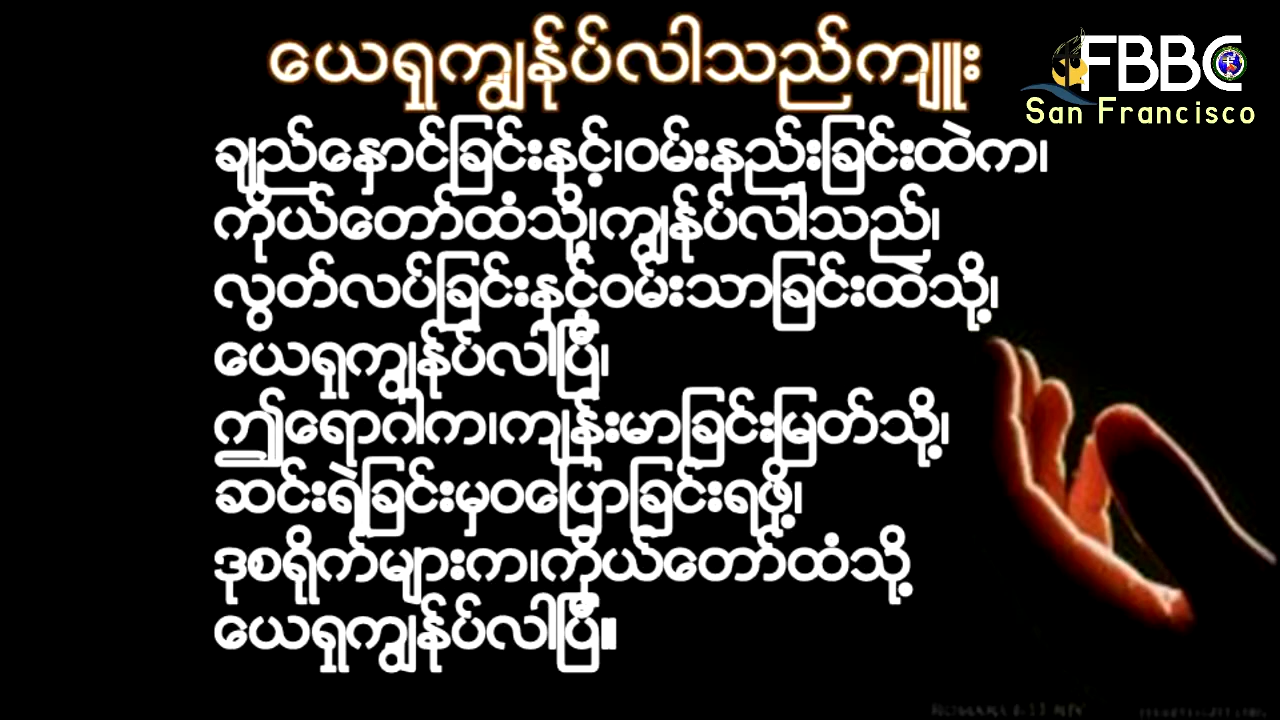 ယေရှုကျွန်ုပ်လါသည်ကျူး
FBBC
San Francisco
ချည်နှောင်ခြင်းနှင့်၊ဝမ်းနည်းခြင်းထဲက၊
ကိုယ်တော်ထံသို့၊ကျွန်ုပ်လါသည်၊
လွတ်လပ်ခြင်းနှင့်ဝမ်းသာခြင်းထဲသို့၊
ယေရှုကျွန်ုပ်လါပြီ၊
ဤရောဂါက၊ကျန်းမာခြင်းမြတ်သို့၊
ဆင်းရဲခြင်းမှဝပြောခြင်းရဖို့၊
ဒုစရိုက်များက၊ကိုယ်တော်ထံသို့
ယေရှုကျွန်ုပ်လါပြီ။